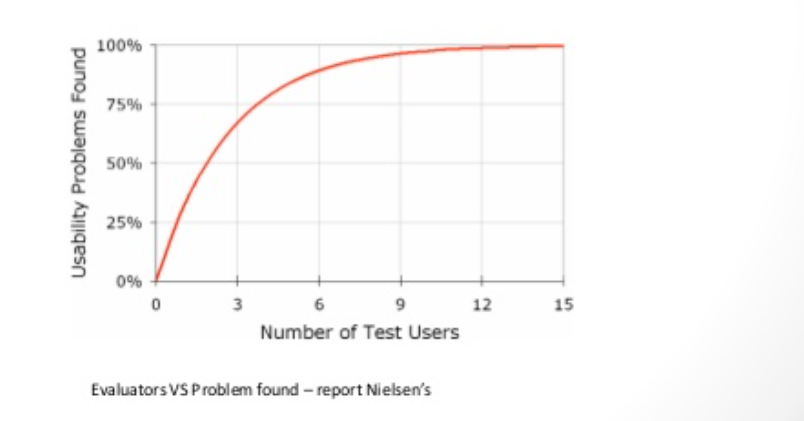 Usability Problems Found
100%
75%
50%
25%
0%
0 3 6 9 12 15
Number of Test Users
Evaluators VS Problem found – report Nielsen's